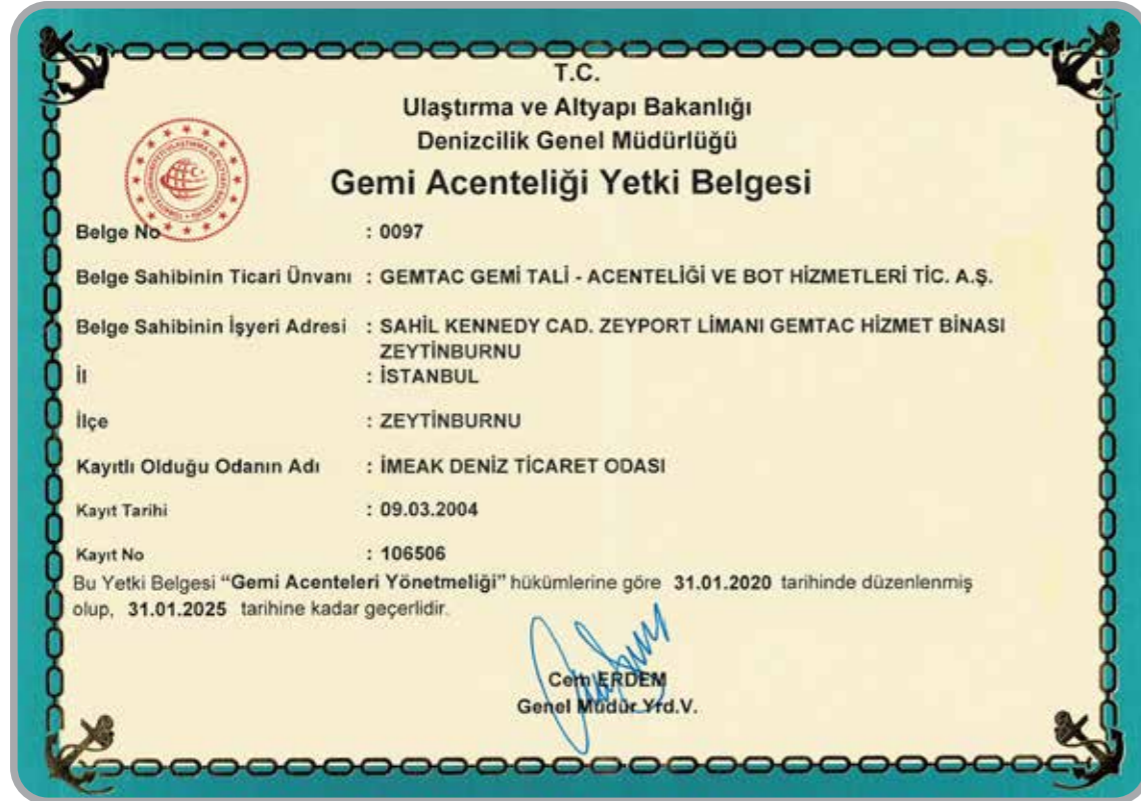 T.C.
Ulaştırma ve Altyapı Bakanlığı
Denizcilik Genel Müdürlüğü
Gemi Acenteliği Yetki Belgesi
Belge No : 0097
Belge Sahibinin Ticari Ünvanı : GEMTAC GEMİ TALİ - ACENTELİĞİ VE BOT HİZMETLERİ TİC. A.Ş.
Belge Sahibinin İşyeri Adresi : SAHİL KENNEDY CAD. ZEYPORT LİMANI GEMTAC HİZMET BİNASI
ZEYTİNBURNU
İl : İSTANBUL
İlçe : ZEYTİNBURNU
Kayıtlı Olduğu Odanın Adı : İMEAK DENİZ TİCARET ODASI
Kayıt Tarihi : 09.03.2004
Kayıt No : 106506
Bu Yetki Belgesi “Gemi Acenteleri Yönetmeliği” hükümlerine göre 31.01.2020 tarihinde düzenlenmiş
olup, 31.01.2025 tarihine kadar geçerlidir.
Cem ERDEM
Genel Müdür Yrd.V.